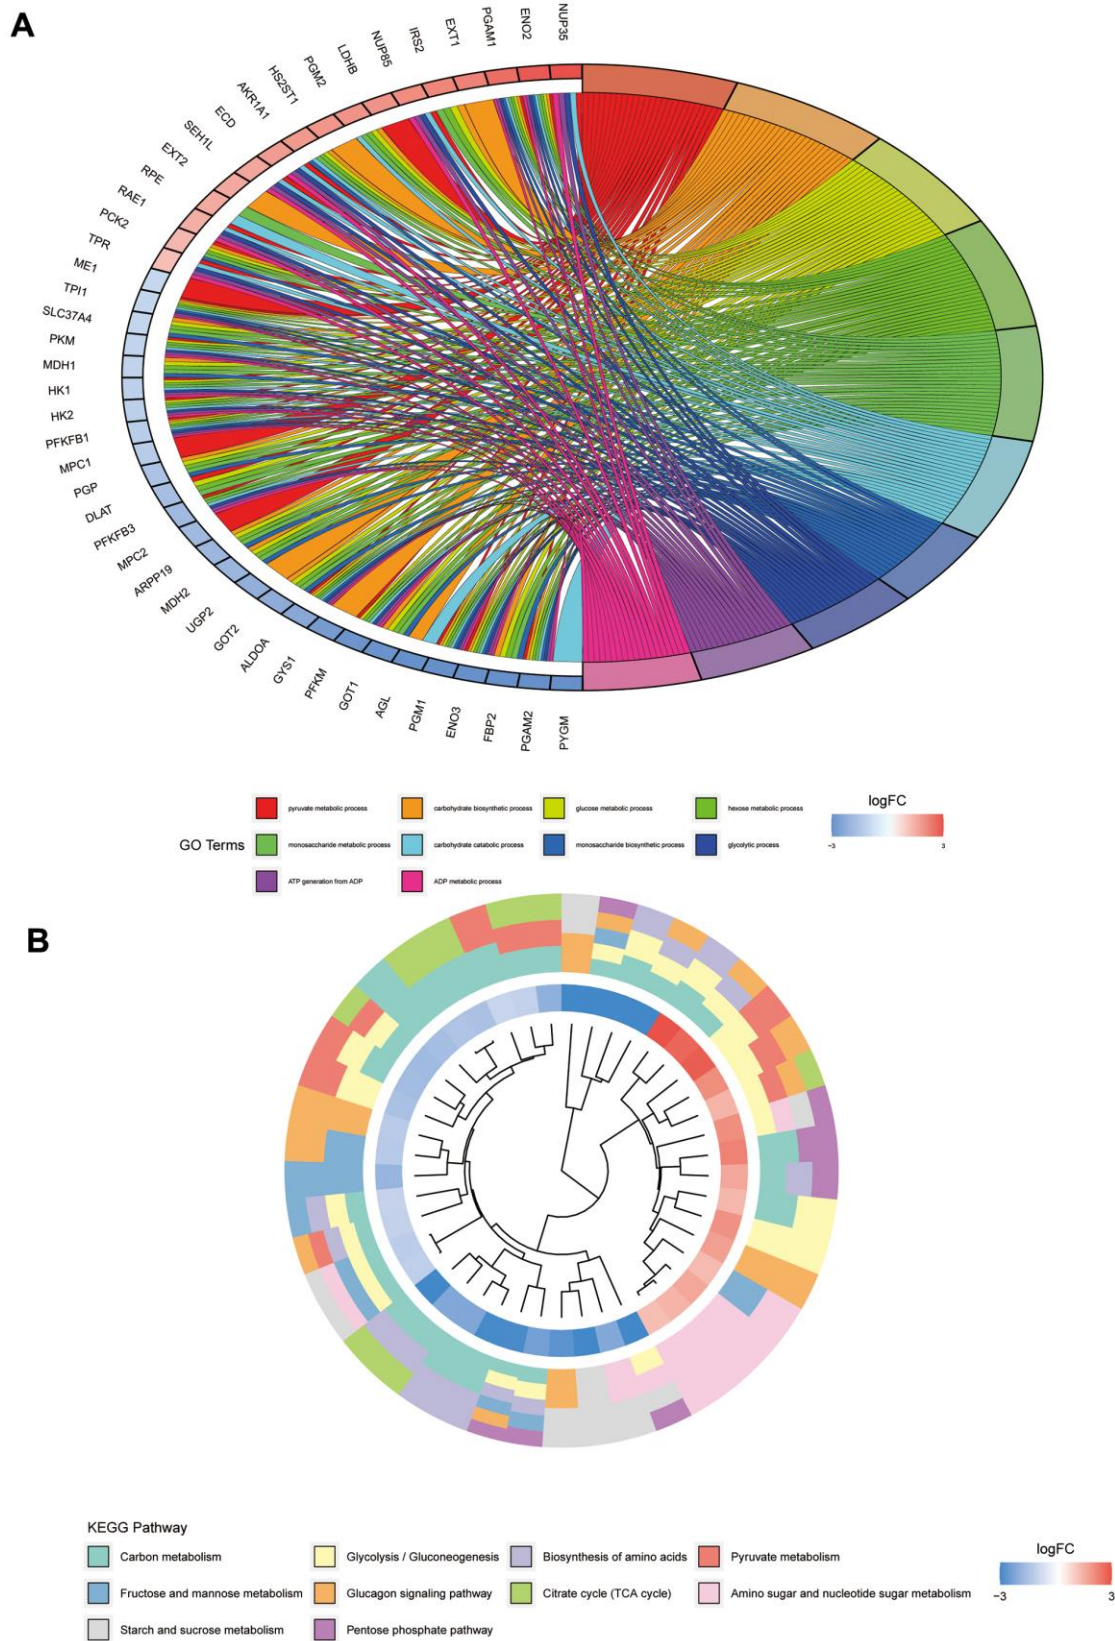 A
NUP35
ENO2
PGAM1
EXT1
IRS2
NUP85
LDHB
PGM2
HS2ST1
AKR1A1
ECD
SEH1L
EXT2
RPE
RAE1
PCK2
TPR
ME1
TPI1
SLC37A4
PKM
MDH1
HK1
HK2
PFKFB1
MPC1
PGP
DLAT
PFKFB3
MPC2
ARPP19
MDH2
UGP2
GOT2
ALDOA
GYS1
PFKM
GOT1
AGL
PGM1
ENO3
FBP2
PGAM2
PYGM
GO Terms
pyruvate metabolic process
carbohydrate biosynthetic process
glucose metabolic process
hexose metabolic process
monosaccharide metabolic process
carbohydrate catabolic process
monosaccharide biosynthetic process
glycolytic process
ATP generation from ADP
ADP metabolic process
logFC
−3 3
B
KEGG Pathway
Carbon metabolism
Glycolysis / Gluconeogenesis
Biosynthesis of amino acids
Pyruvate metabolism
Fructose and mannose metabolism
Glucagon signaling pathway
Citrate cycle (TCA cycle)
Amino sugar and nucleotide sugar metabolism
Starch and sucrose metabolism
Pentose phosphate pathway
logFC
−3 3